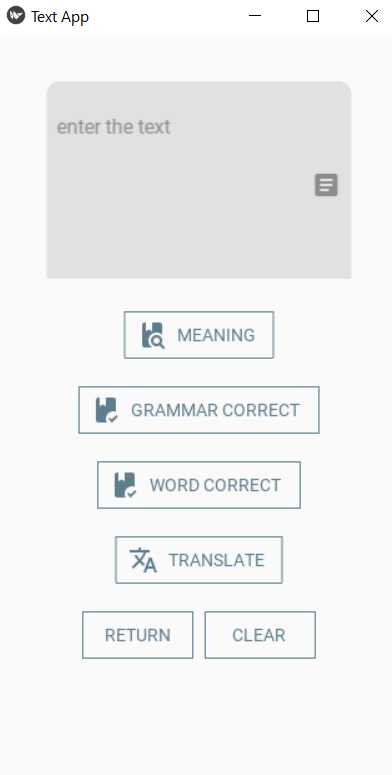 Text App
enter the text
MEANING
GRAMMAR CORRECT
WORD CORRECT
TRANSLATE
RETURN CLEAR